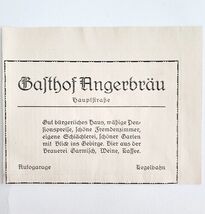 Gasthof Angerbräu
Hauptstraße
Gut bürgerliches Haus, mäßige Pen-
sionspreise, schöne Fremdenzimmer,
eigene Schlächterei, schöner Garten
mit Blick ins Gebirge. Bier aus der
Brauerei Garmisch, Weine, Kaffee.
Autogarage Kegelbahn